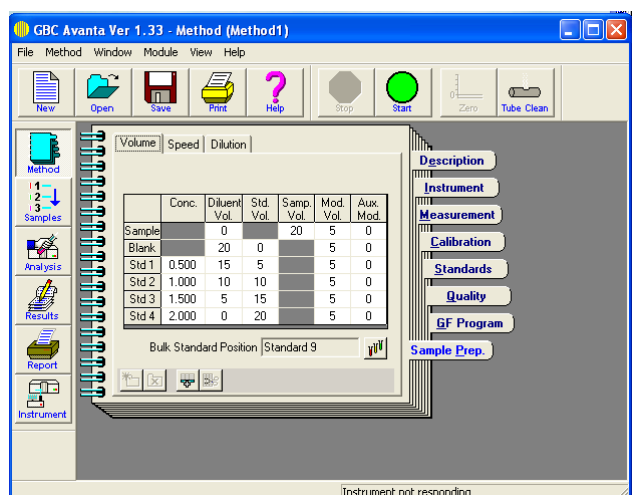 GBC Avanta Ver 1.33 - Method (Method1)
File Method Window Module View Help
New Open Save Print Help Stop Start Zero Tube Clean
Method
Samples
Analysis
Results
Report
Instrument
Volume Speed Dilution
Conc. Diluent Vol. Std. Vol. Samp. Vol. Mod. Vol. Aux. Mod.
Sample 0 20 5 0
Blank 20 0 5 0
Std 1 0.500 15 5 5 0
Std 2 1.000 10 10 5 0
Std 3 1.500 5 15 5 0
Std 4 2.000 0 20 5 0
Bulk Standard Position Standard 9
Description
Instrument
Measurement
Calibration
Standards
Quality
GF Program
Sample Prep.
Instrument not responding